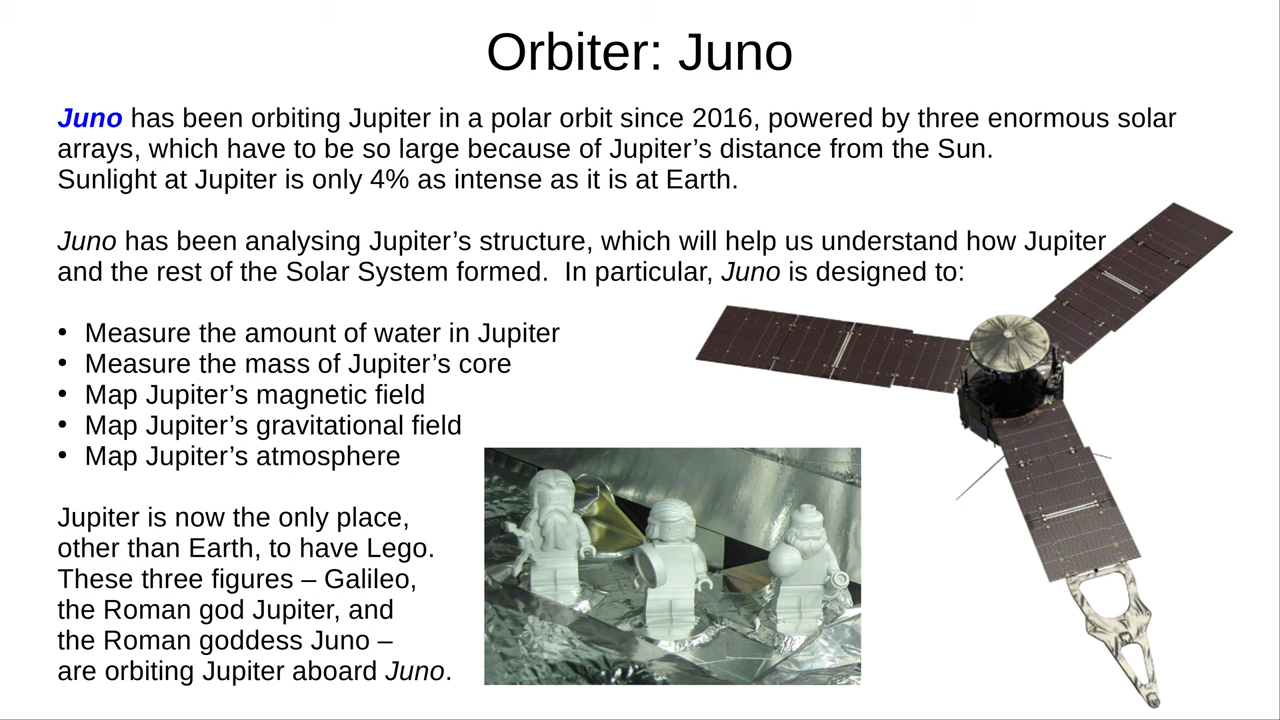 Orbiter: Juno
Juno has been orbiting Jupiter in a polar orbit since 2016, powered by three enormous solar
arrays, which have to be so large because of Jupiter’s distance from the Sun.
Sunlight at Jupiter is only 4% as intense as it is at Earth.
Juno has been analysing Jupiter’s structure, which will help us understand how Jupiter
and the rest of the Solar System formed.  In particular, Juno is designed to:
• Measure the amount of water in Jupiter
• Measure the mass of Jupiter’s core
• Map Jupiter’s magnetic field
• Map Jupiter’s gravitational field
• Map Jupiter’s atmosphere
Jupiter is now the only place,
other than Earth, to have Lego.
These three figures – Galileo,
the Roman god Jupiter, and
the Roman goddess Juno –
are orbiting Jupiter aboard Juno.